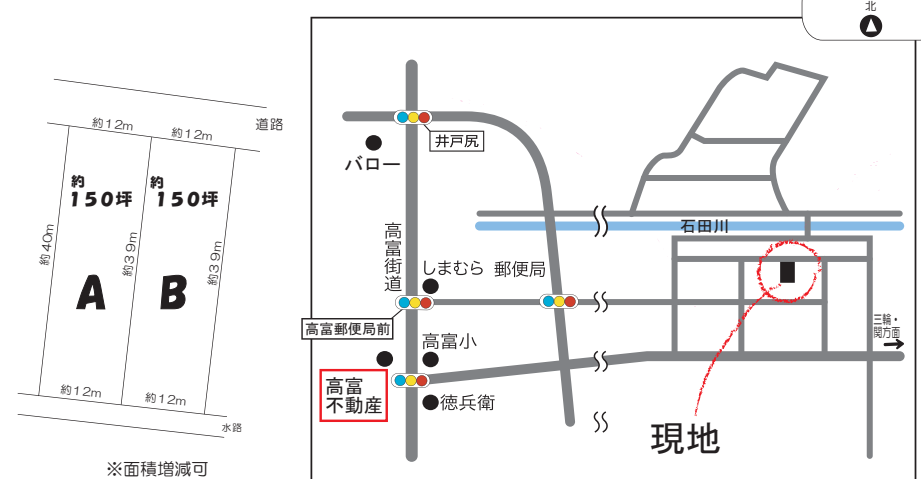 北
道路
約12m
約12m
約
150坪
約
150坪
約40m
約39m
約39m
A
B
約12m
約12m
水路
※面積増減可
井戸尻
バロー
石田川
高富街道
しまむら 郵便局
高富郵便局前
三輪・
関方面
高富小
高富
不動産
徳兵衛
現地